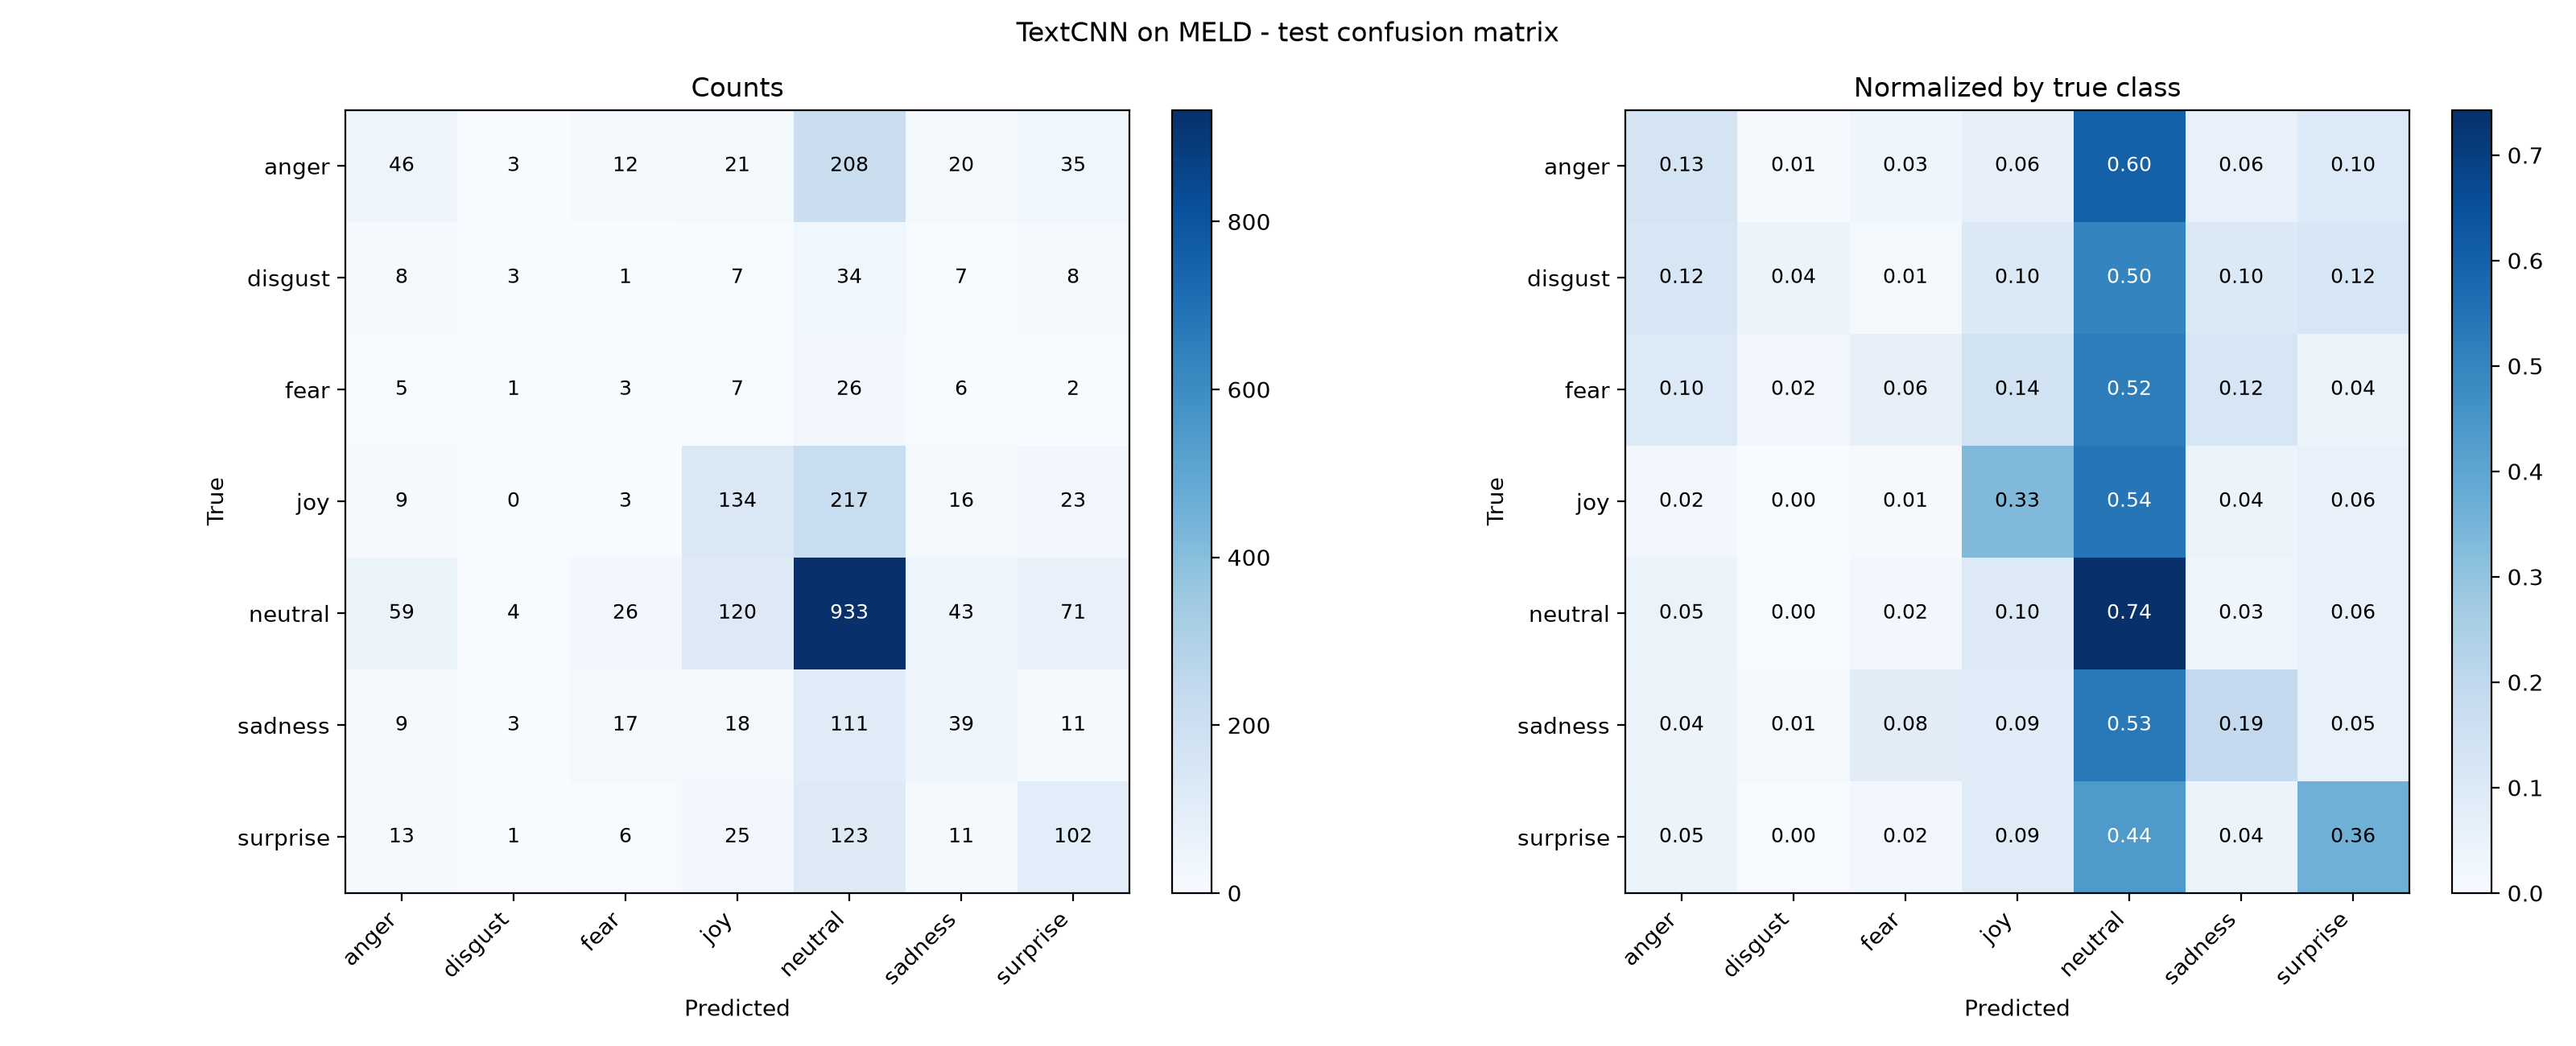 TextCNN on MELD - test confusion matrix
Counts
anger 46 3 12 21 208 20 35
disgust 8 3 1 7 34 7 8
fear 5 1 3 7 26 6 2
joy 9 0 3 134 217 16 23
neutral 59 4 26 120 933 43 71
sadness 9 3 17 18 111 39 11
surprise 13 1 6 25 123 11 102
True
anger disgust fear joy neutral sadness surprise
Predicted
800
600
400
200
0
Normalized by true class
anger 0.13 0.01 0.03 0.06 0.60 0.06 0.10
disgust 0.12 0.04 0.01 0.10 0.50 0.10 0.12
fear 0.10 0.02 0.06 0.14 0.52 0.12 0.04
joy 0.02 0.00 0.01 0.33 0.54 0.04 0.06
neutral 0.05 0.00 0.02 0.10 0.74 0.03 0.06
sadness 0.04 0.01 0.08 0.09 0.53 0.19 0.05
surprise 0.05 0.00 0.02 0.09 0.44 0.04 0.36
True
anger disgust fear joy neutral sadness surprise
Predicted
0.7
0.6
0.5
0.4
0.3
0.2
0.1
0.0